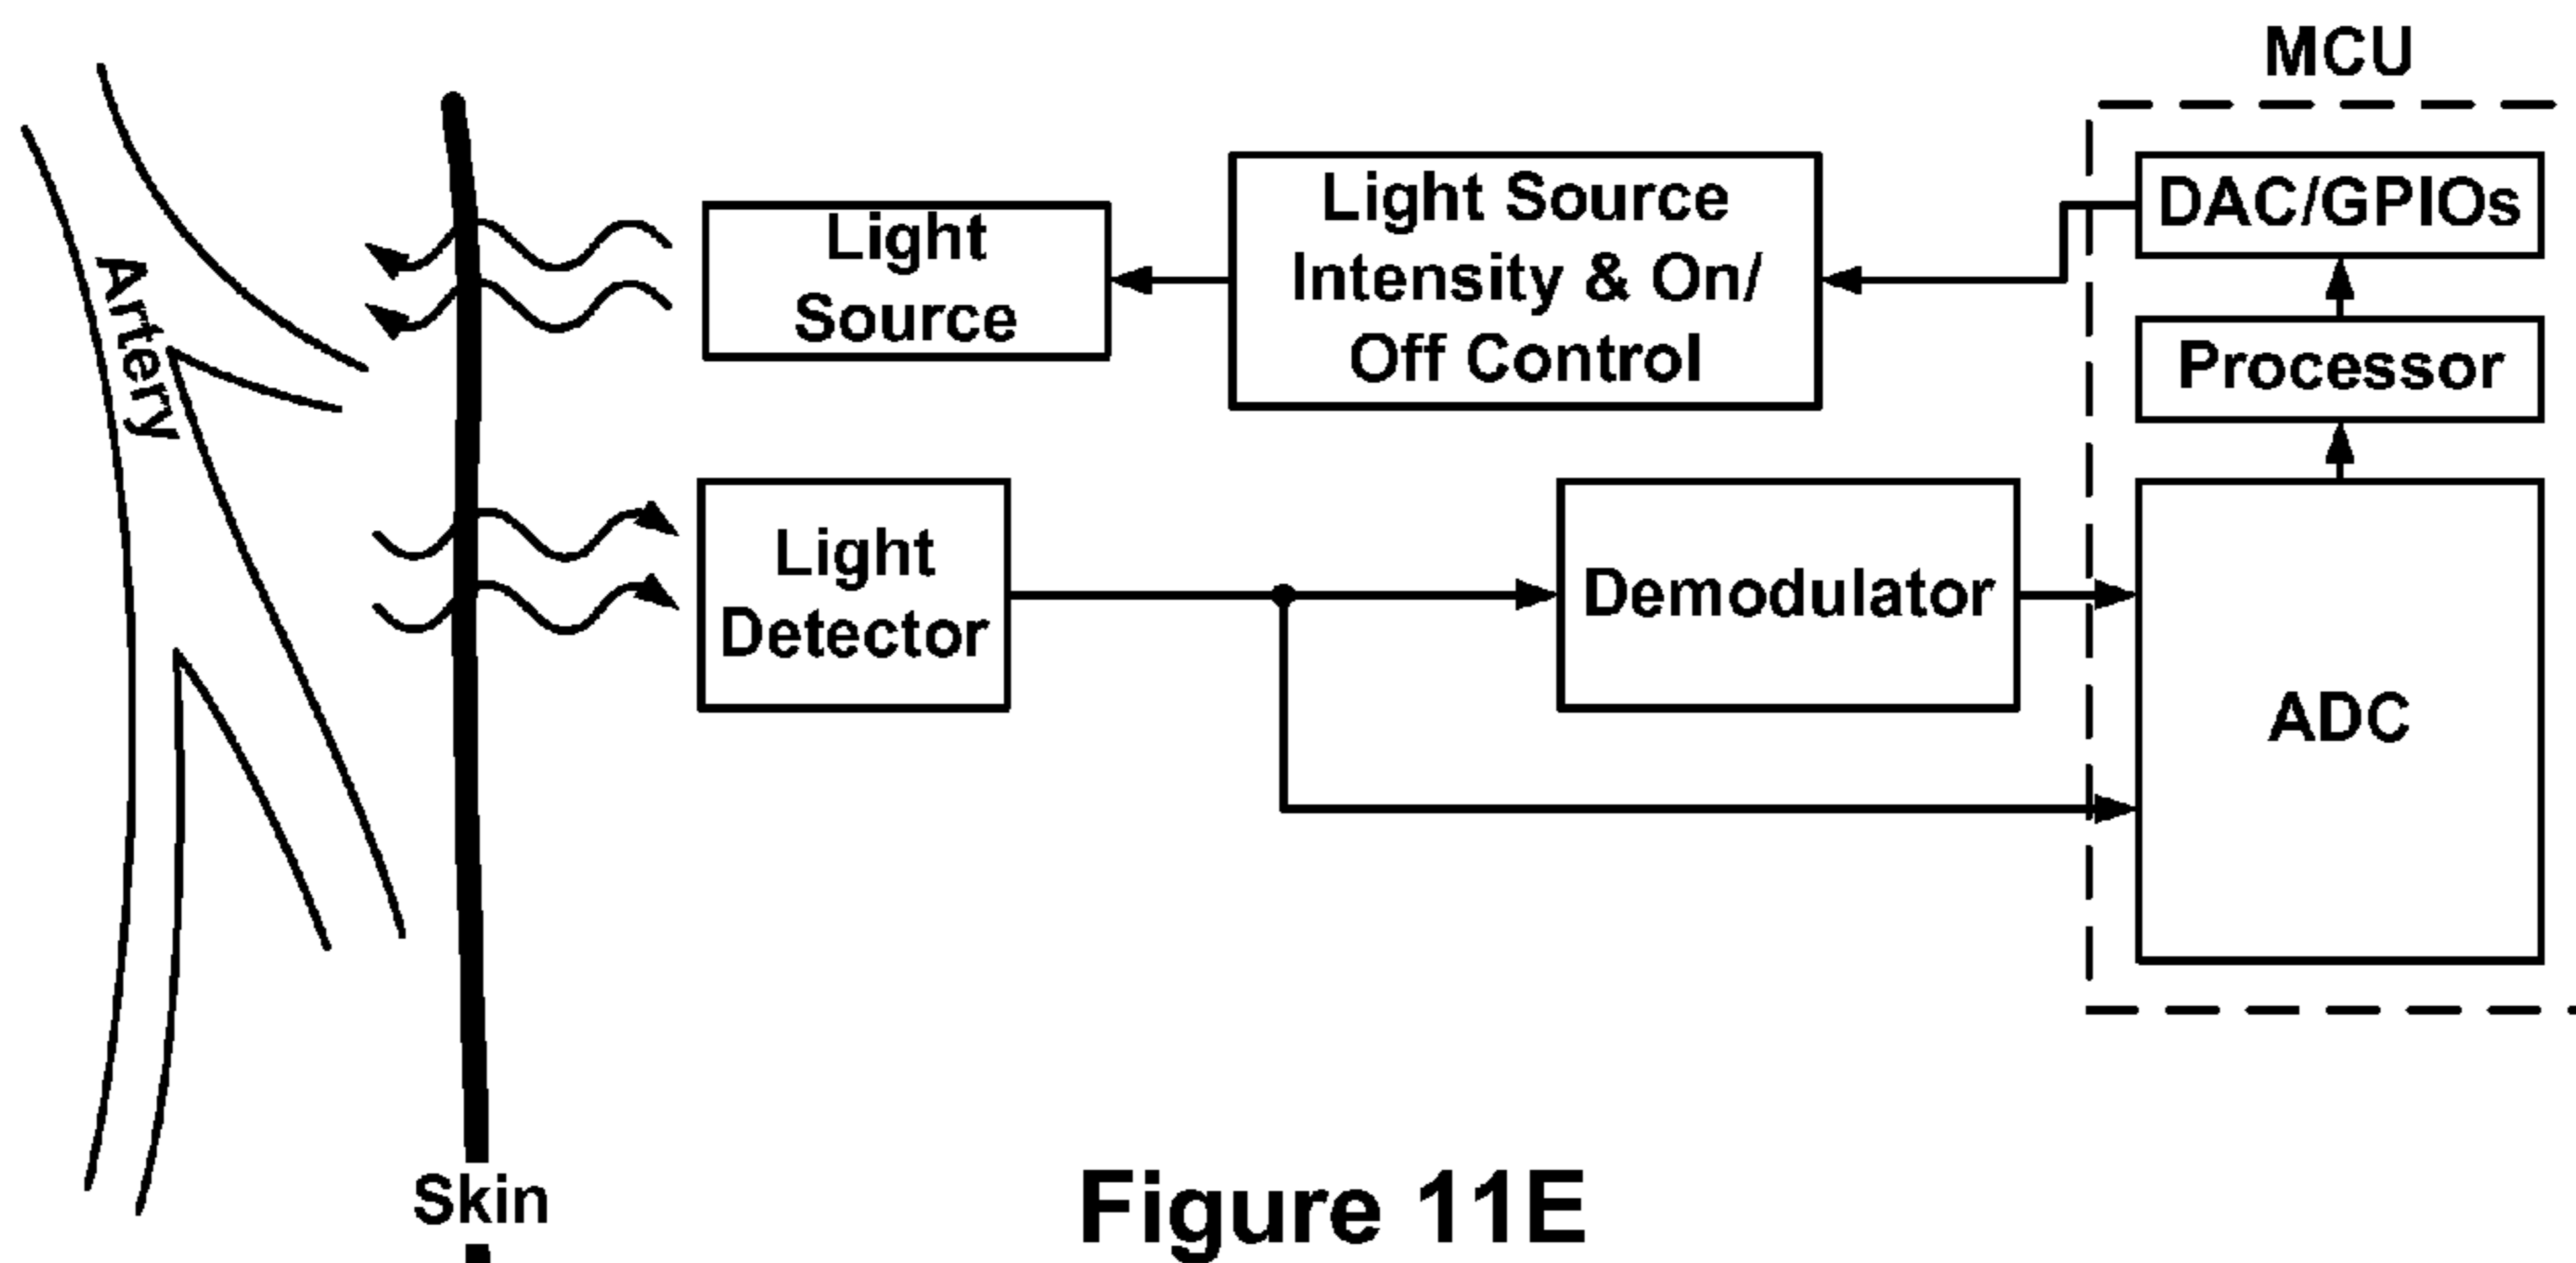 MCU
Artery
Light
Source
Light Source
Intensity & On/
Off Control
DAC/GPIOs
Processor
Light
Detector
Demodulator
ADC
Skin
Figure 11E